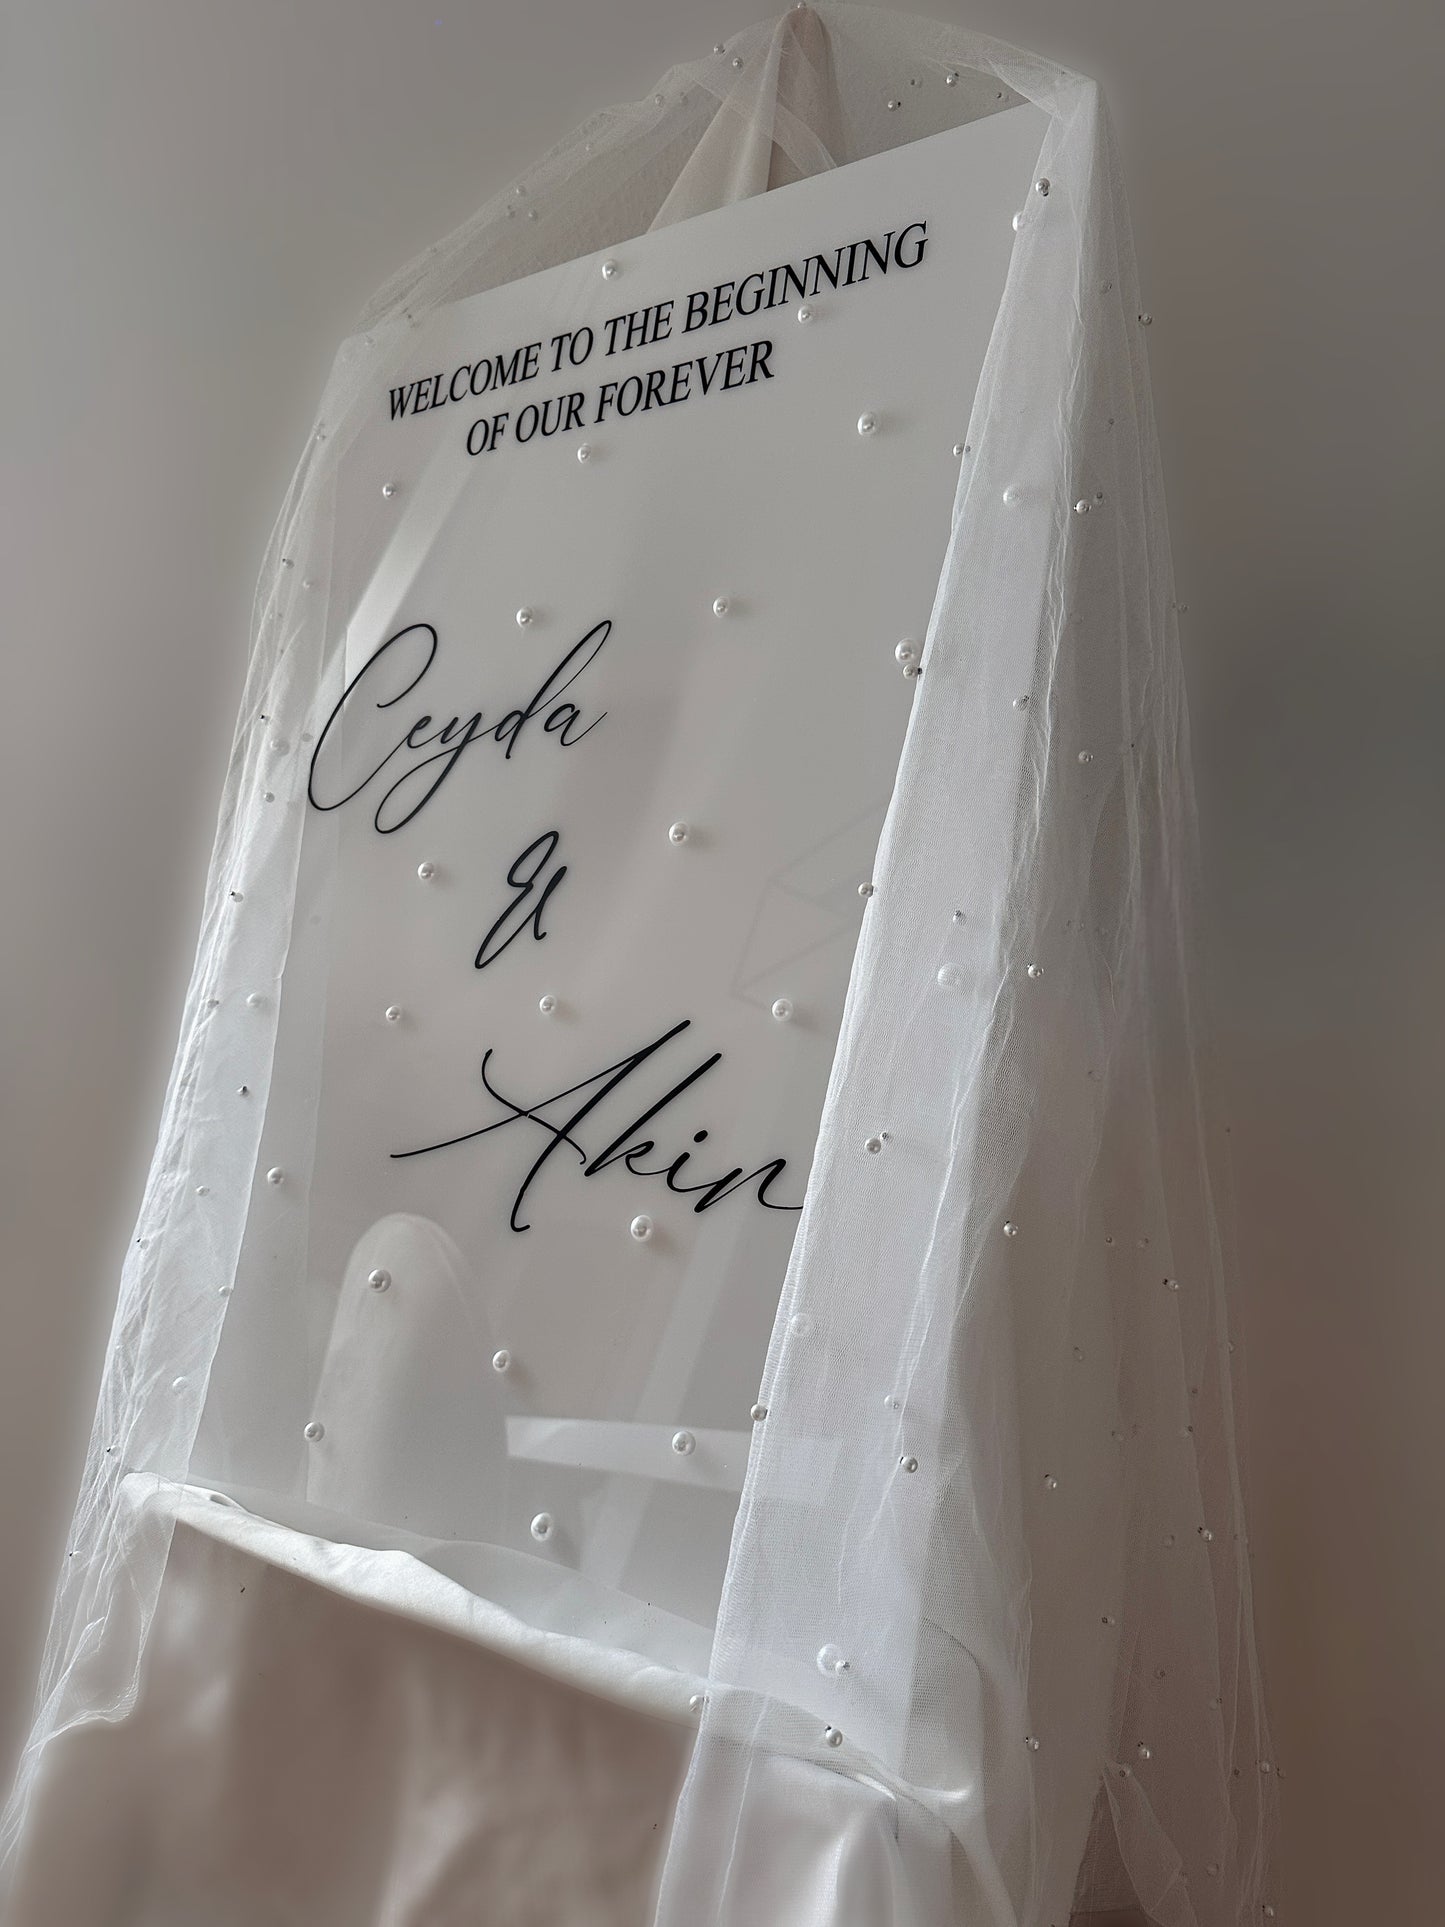 WELCOME TO THE BEGINNING
OF OUR FOREVER
Ceyda
&
Akin